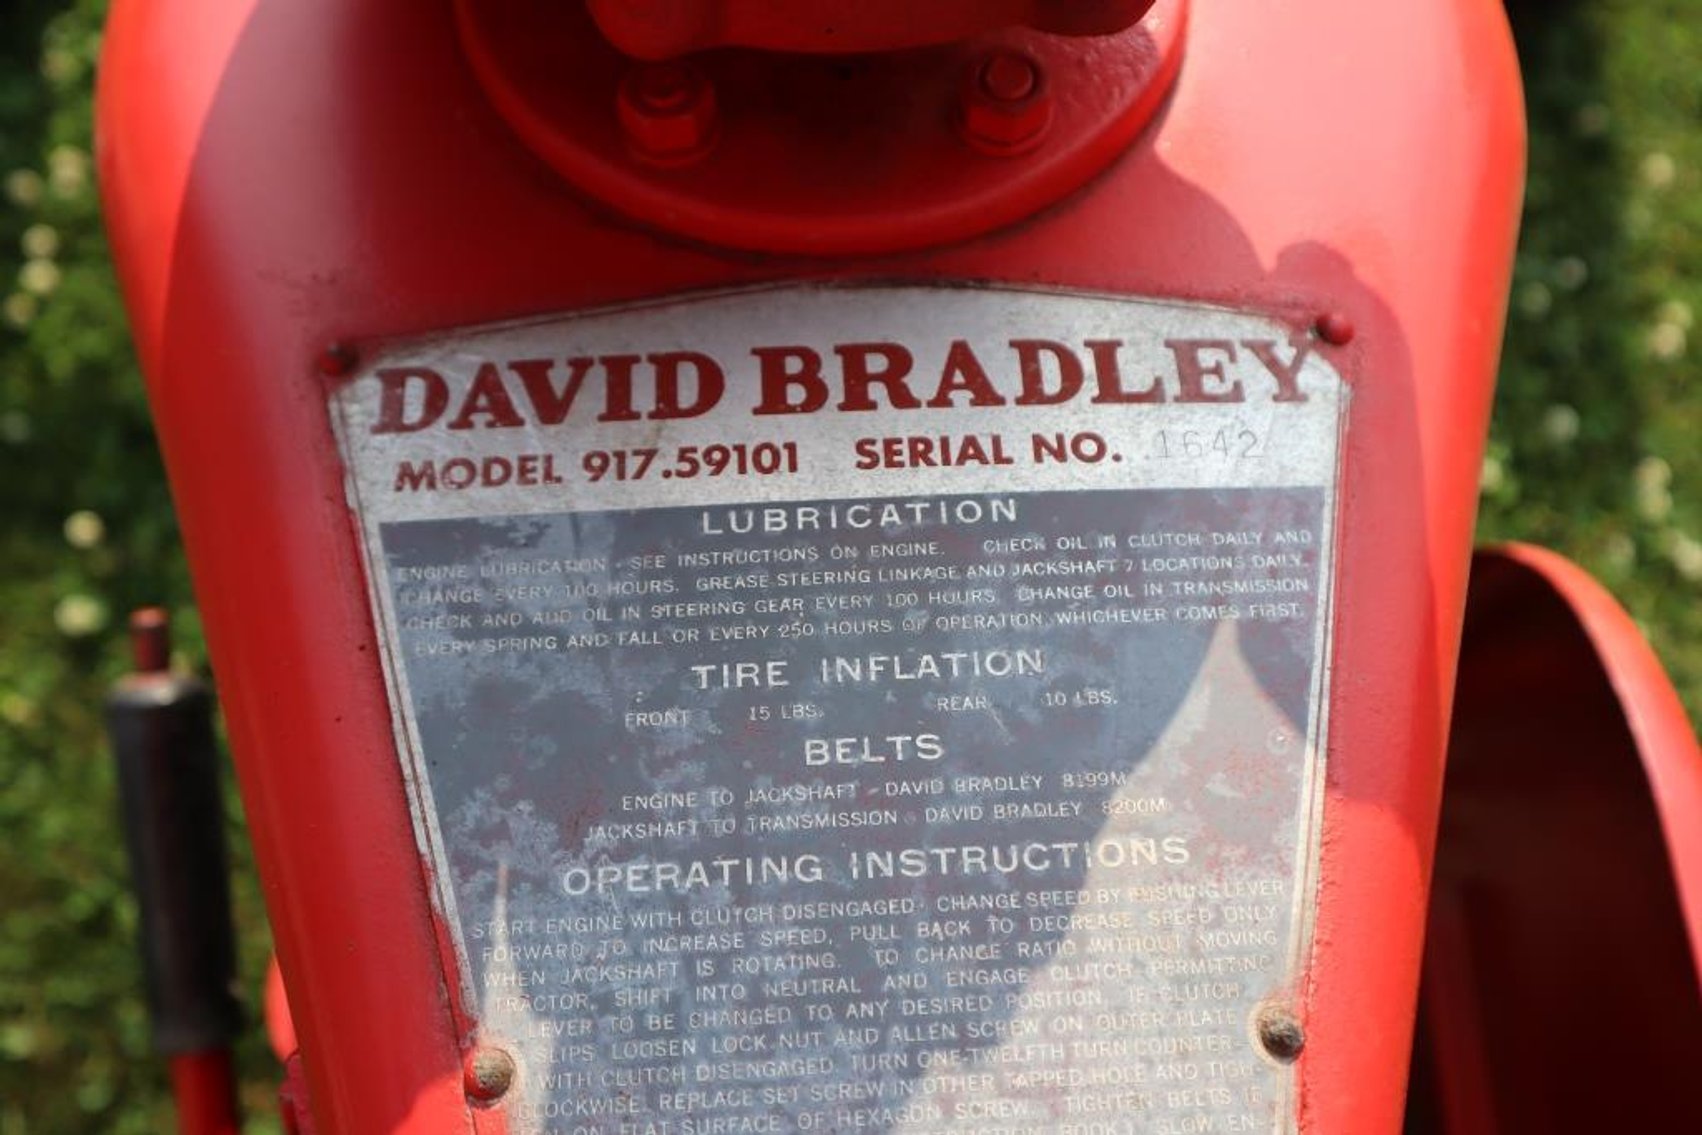 DAVID BRADLEY
MODEL 917.59101 SERIAL NO. 1642
LUBRICATION
ENGINE LUBRICATION - SEE INSTRUCTIONS ON ENGINE. CHECK OIL IN CLUTCH DAILY AND
CHANGE EVERY 100 HOURS. GREASE STEERING LINKAGE AND JACKSHAFT 7 LOCATIONS DAILY.
CHECK AND ADD OIL IN STEERING GEAR EVERY 100 HOURS. CHANGE OIL IN TRANSMISSION
EVERY SPRING AND FALL OR EVERY 250 HOURS OF OPERATION WHICHEVER COMES FIRST.
TIRE INFLATION
FRONT 15 LBS. REAR 10 LBS.
BELTS
ENGINE TO JACKSHAFT - DAVID BRADLEY 8199M
JACKSHAFT TO TRANSMISSION - DAVID BRADLEY 8200M
OPERATING INSTRUCTIONS
START ENGINE WITH CLUTCH DISENGAGED. CHANGE SPEED BY PUSHING LEVER
FORWARD TO INCREASE SPEED, PULL BACK TO DECREASE SPEED ONLY
WHEN JACKSHAFT IS ROTATING. TO CHANGE RATIO WITHOUT MOVING
TRACTOR, SHIFT INTO NEUTRAL AND ENGAGE CLUTCH PERMITTING
LEVER TO BE CHANGED TO ANY DESIRED POSITION. IF CLUTCH
SLIPS LOOSEN LOCK NUT AND ALLEN SCREW ON OUTER PLATE
WITH CLUTCH DISENGAGED. TURN ONE-TWELFTH TURN COUNTER-
CLOCKWISE. REPLACE SET SCREW IN OTHER TAPPED HOLE AND TIGH-
ON FLAT SURFACE OF HEXAGON SCREW. TIGHTEN BELTS IF
BOOK) SLOW EN-